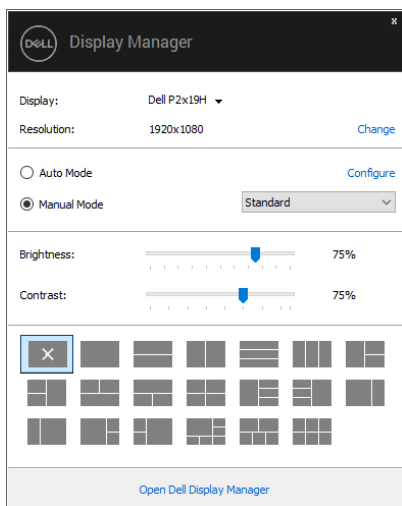 x
DELL Display Manager
Display: Dell P2x19H
Resolution: 1920x1080 Change
Auto Mode Configure
Manual Mode Standard
Brightness: 75%
Contrast: 75%
Open Dell Display Manager